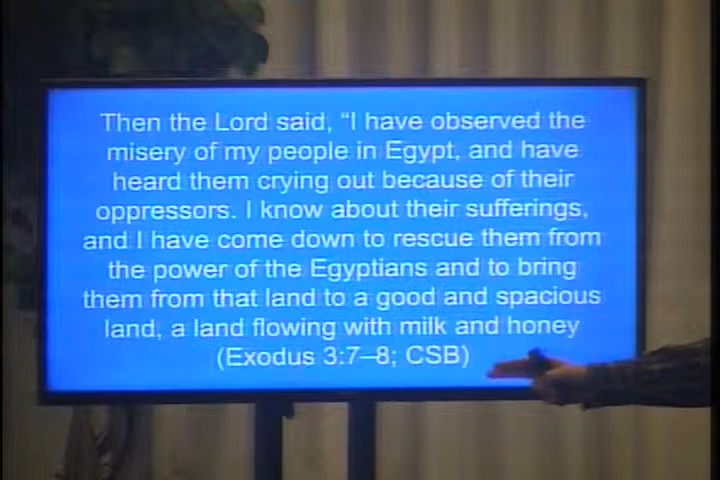 Then the Lord said, “I have observed the
misery of my people in Egypt, and have
heard them crying out because of their
oppressors. I know about their sufferings,
and I have come down to rescue them from
the power of the Egyptians and to bring
them from that land to a good and spacious
land, a land flowing with milk and honey
(Exodus 3:7–8; CSB)